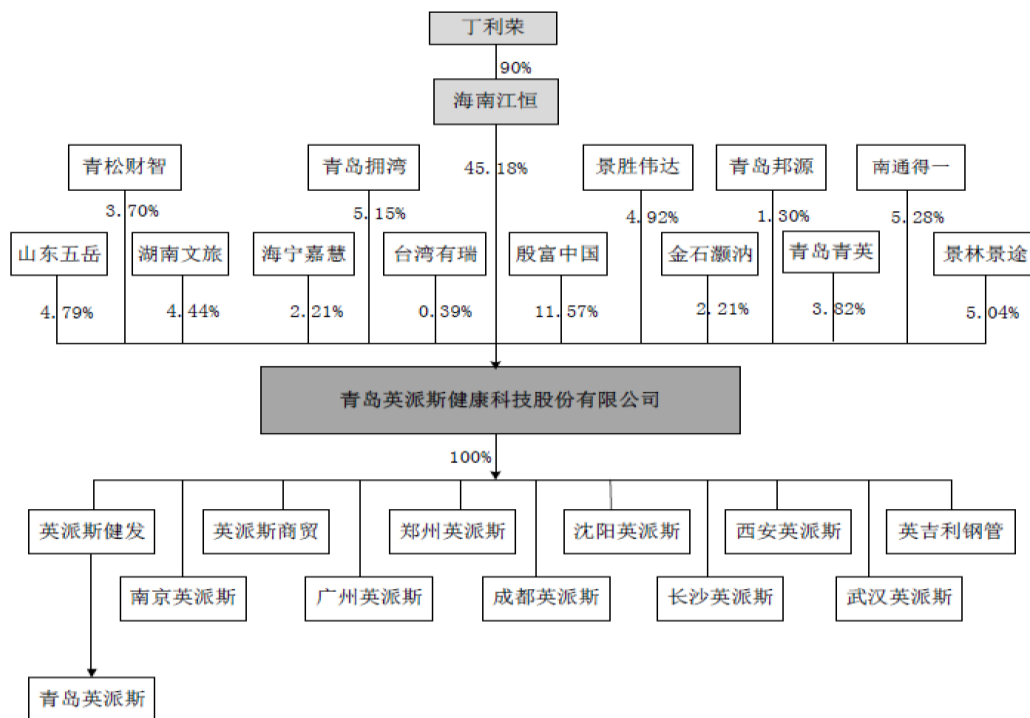 丁利荣
90%
海南江恒
青松财智
青岛拥湾
45.18%
景胜伟达
青岛邦源
南通得一
3.70%
5.15%
4.92%
1.30%
5.28%
山东五岳
湖南文旅
海宁嘉慧
台湾有瑞
殷富中国
金石灏汭
青岛青英
景林景途
4.79%
4.44%
2.21%
0.39%
11.57%
2.21%
3.82%
5.04%
青岛英派斯健康科技股份有限公司
100%
英派斯健发
英派斯商贸
郑州英派斯
沈阳英派斯
西安英派斯
英吉利钢管
南京英派斯
广州英派斯
成都英派斯
长沙英派斯
武汉英派斯
青岛英派斯